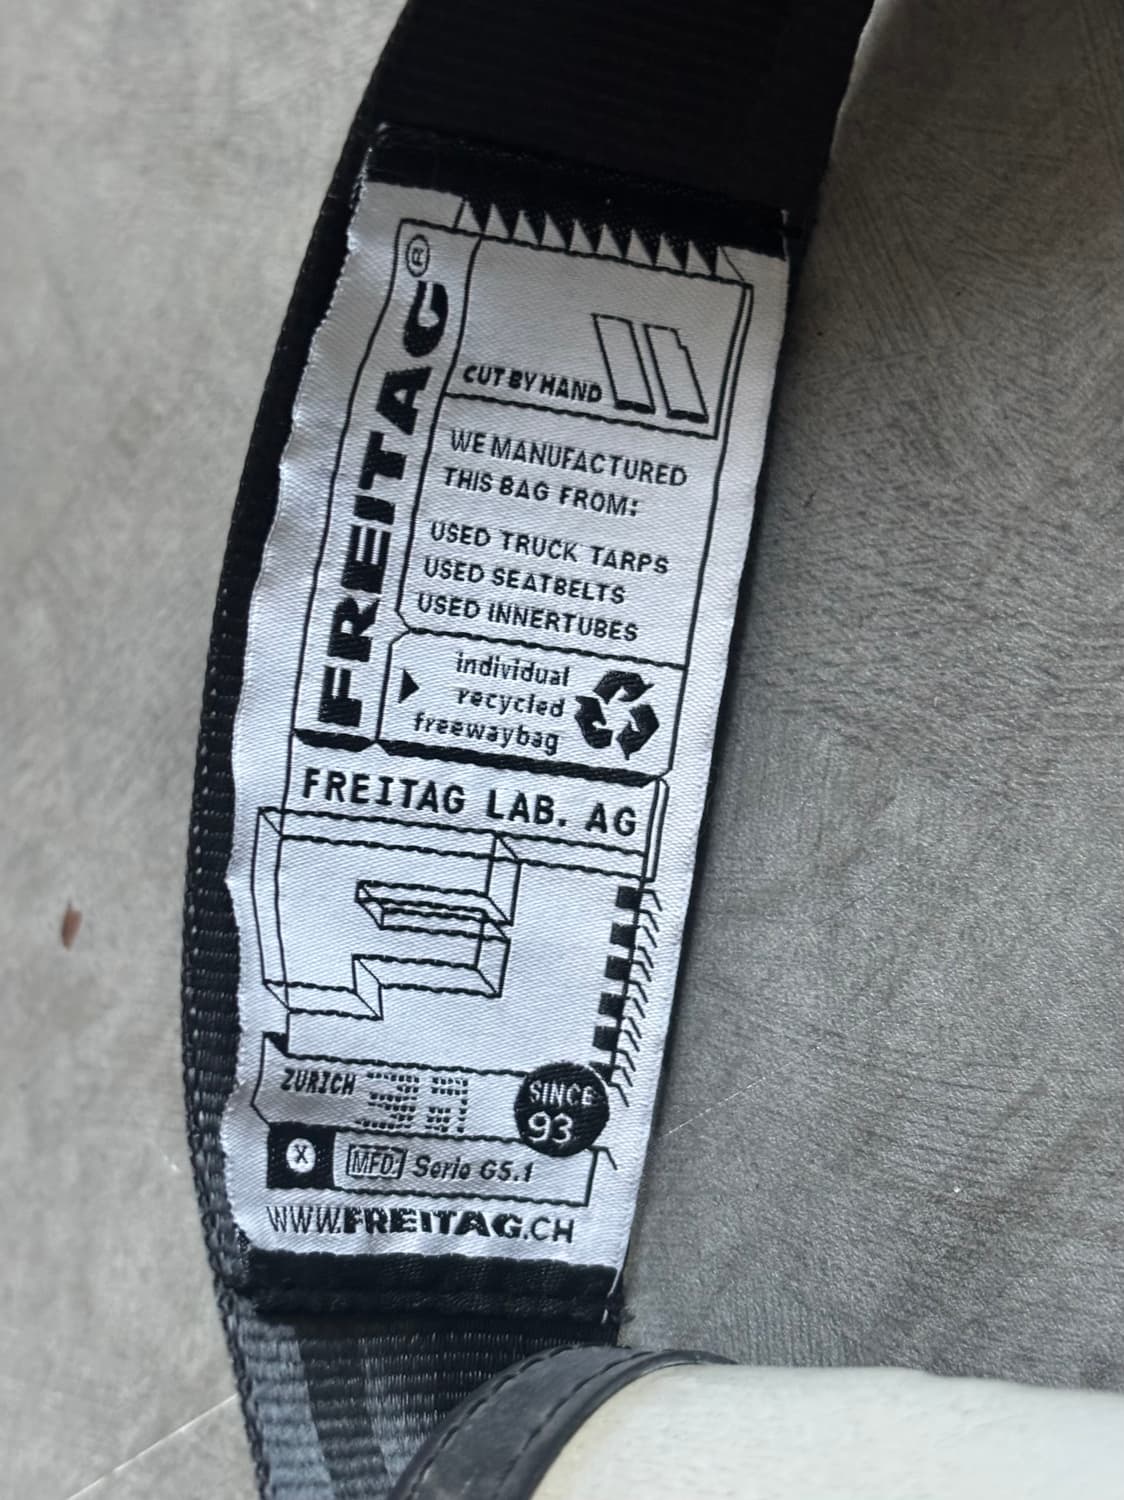 FREITAG®
CUT BY HAND
WE MANUFACTURED
THIS BAG FROM:
USED TRUCK TARPS
USED SEATBELTS
USED INNERTUBES
individual
recycled
freewaybag
FREITAG LAB. AG
ZURICH
SINCE
93
X
MFD: Serie G5.1
WWW.FREITAG.CH